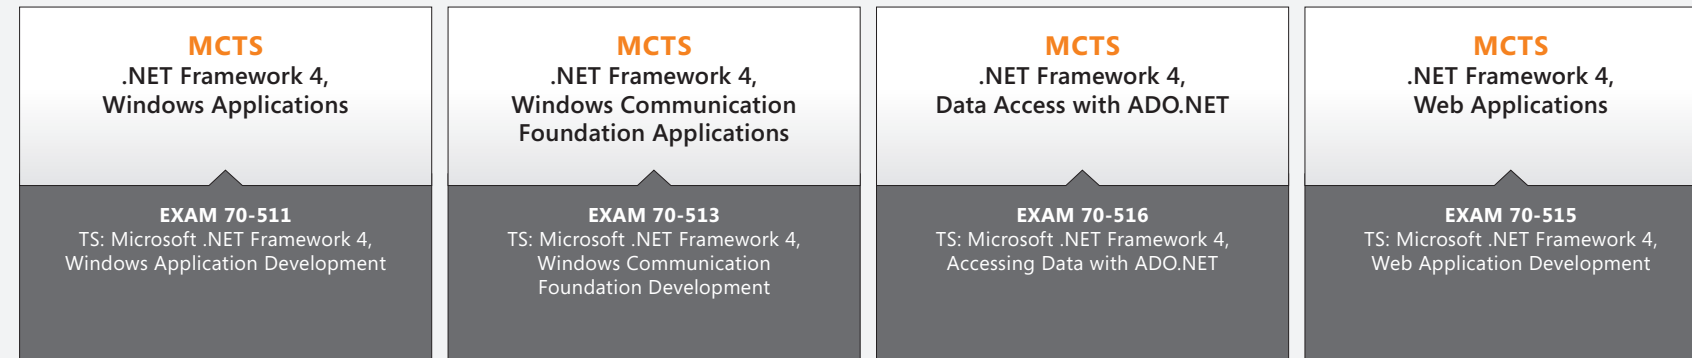 MCTS
.NET Framework 4,
Windows Applications
EXAM 70-511
TS: Microsoft .NET Framework 4,
Windows Application Development
MCTS
.NET Framework 4,
Windows Communication
Foundation Applications
EXAM 70-513
TS: Microsoft .NET Framework 4,
Windows Communication
Foundation Development
MCTS
.NET Framework 4,
Data Access with ADO.NET
EXAM 70-516
TS: Microsoft .NET Framework 4,
Accessing Data with ADO.NET
MCTS
.NET Framework 4,
Web Applications
EXAM 70-515
TS: Microsoft .NET Framework 4,
Web Application Development